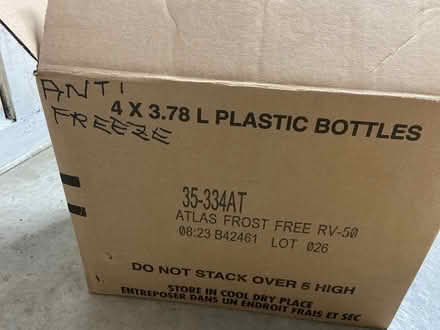 ANTI
FREEZE
4 X 3.78 L PLASTIC BOTTLES
35-334AT
ATLAS FROST FREE RV-50
08:23 B42461 LOT 026
DO NOT STACK OVER 5 HIGH
STORE IN COOL DRY PLACE
ENTREPOSER DANS UN ENDROIT FRAIS ET SEC